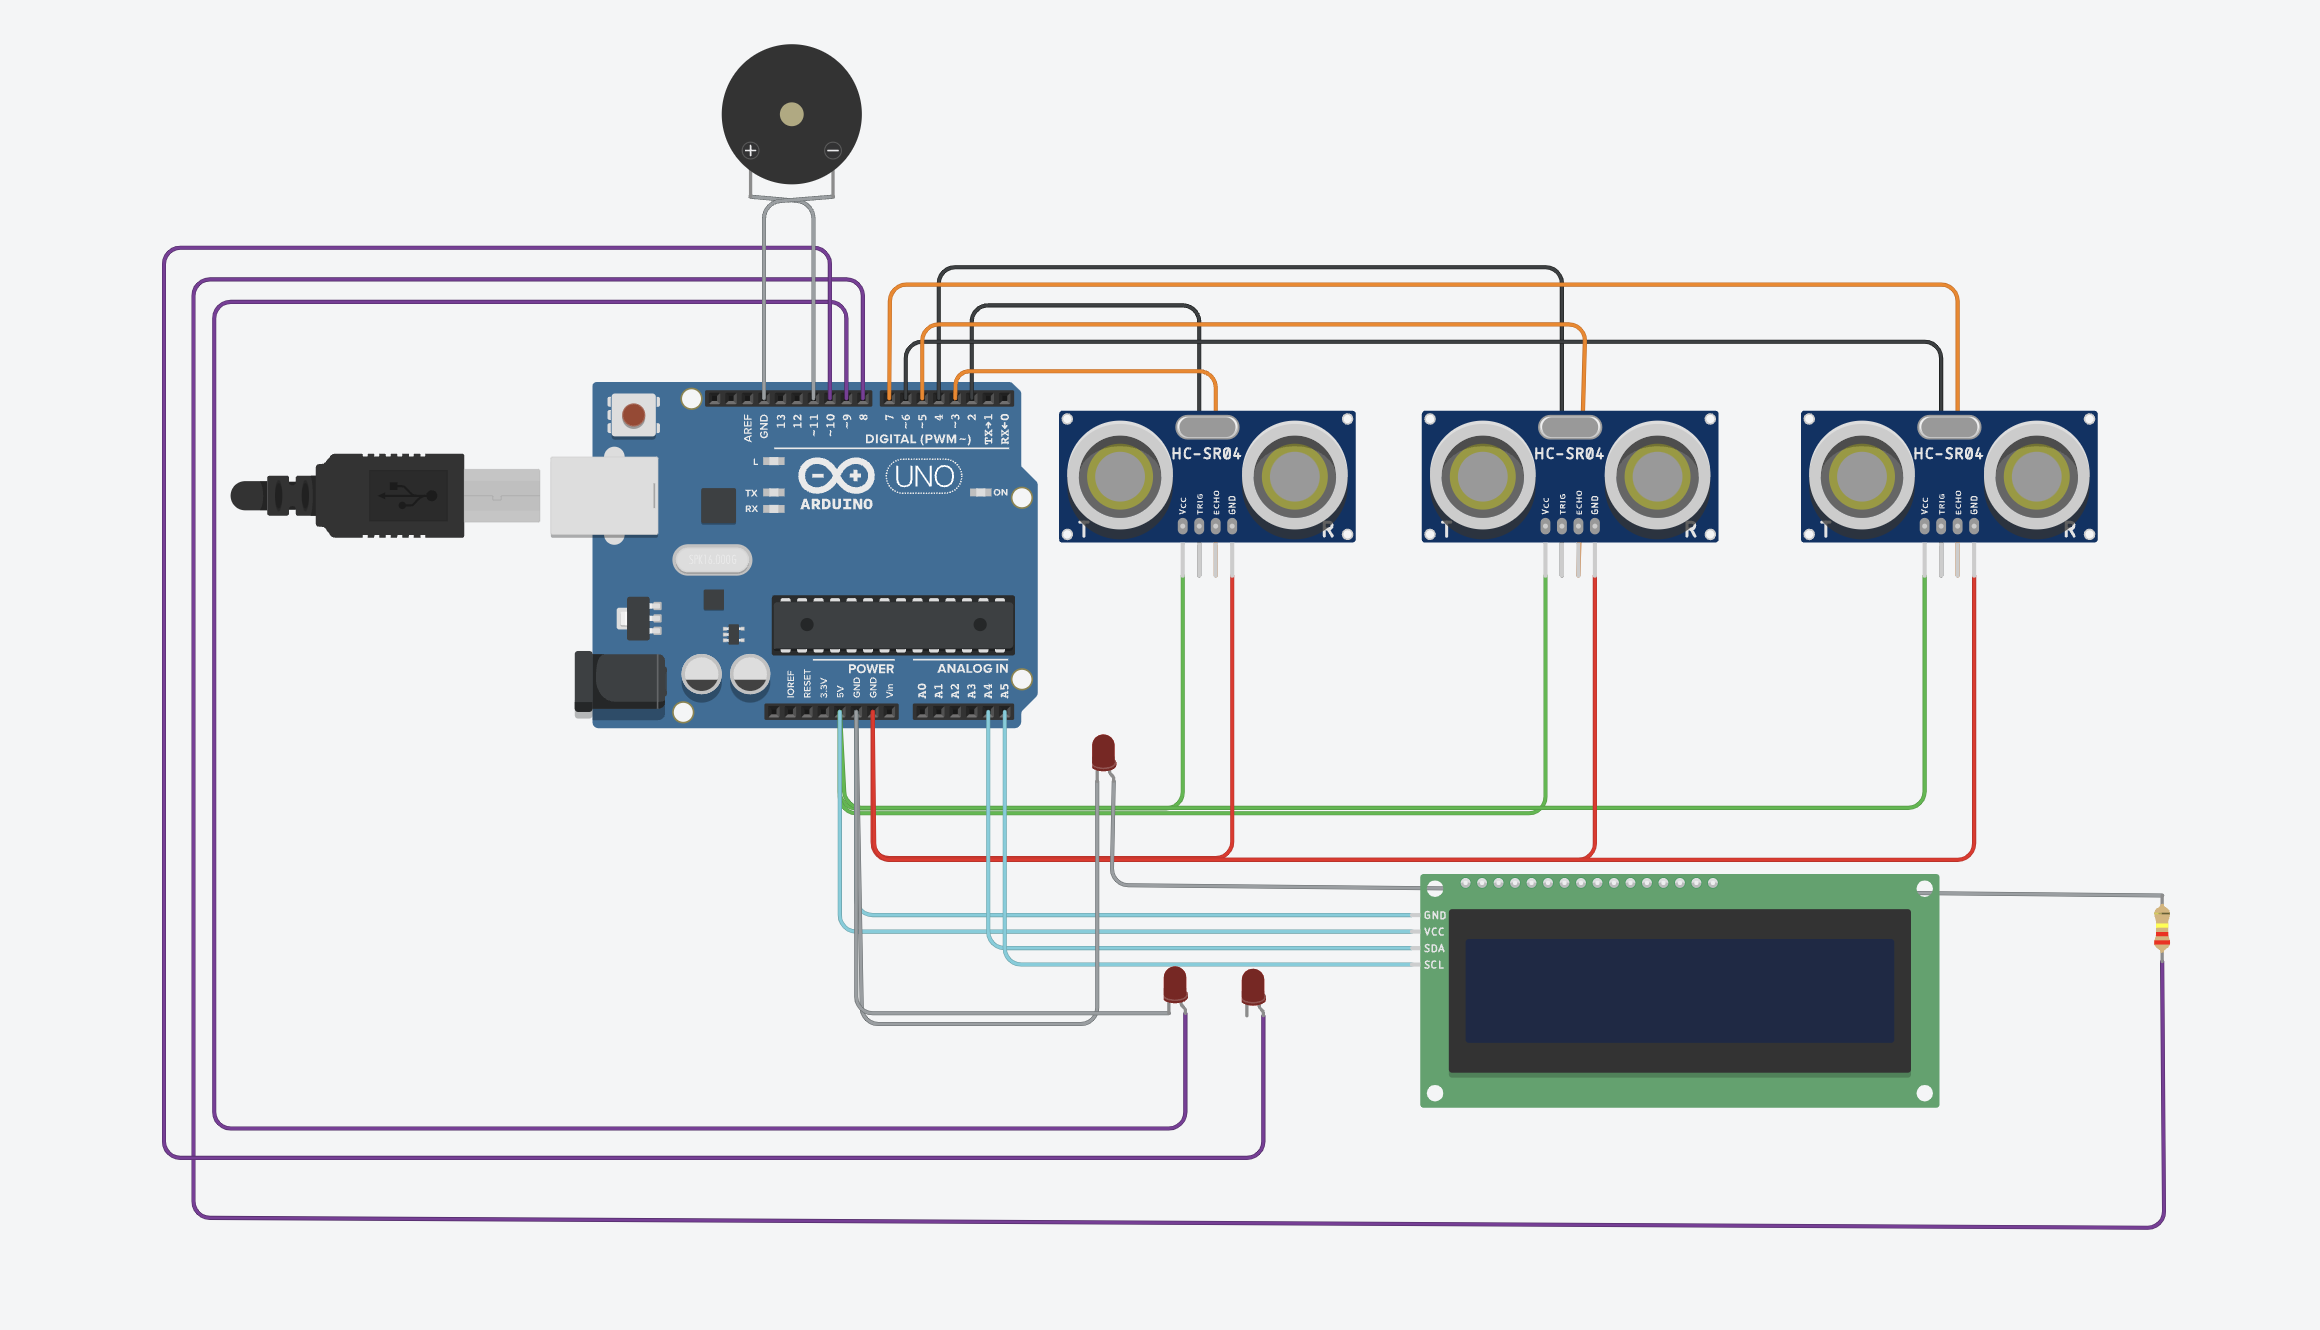 + −
AREF
GND
13
12
~11
~10
~9
8
7
~6
~5
4
~3
2
TX→1
RX←0
DIGITAL (PWM~)
L
TX
RX
UNO
ON
ARDUINO
HC-SR04
VCC
TRIG
ECHO
GND
T R
HC-SR04
VCC
TRIG
ECHO
GND
T R
HC-SR04
VCC
TRIG
ECHO
GND
T R
POWER
ANALOG IN
IOREF
RESET
3.3V
5V
GND
GND
Vin
A0
A1
A2
A3
A4
A5
GND
VCC
SDA
SCL